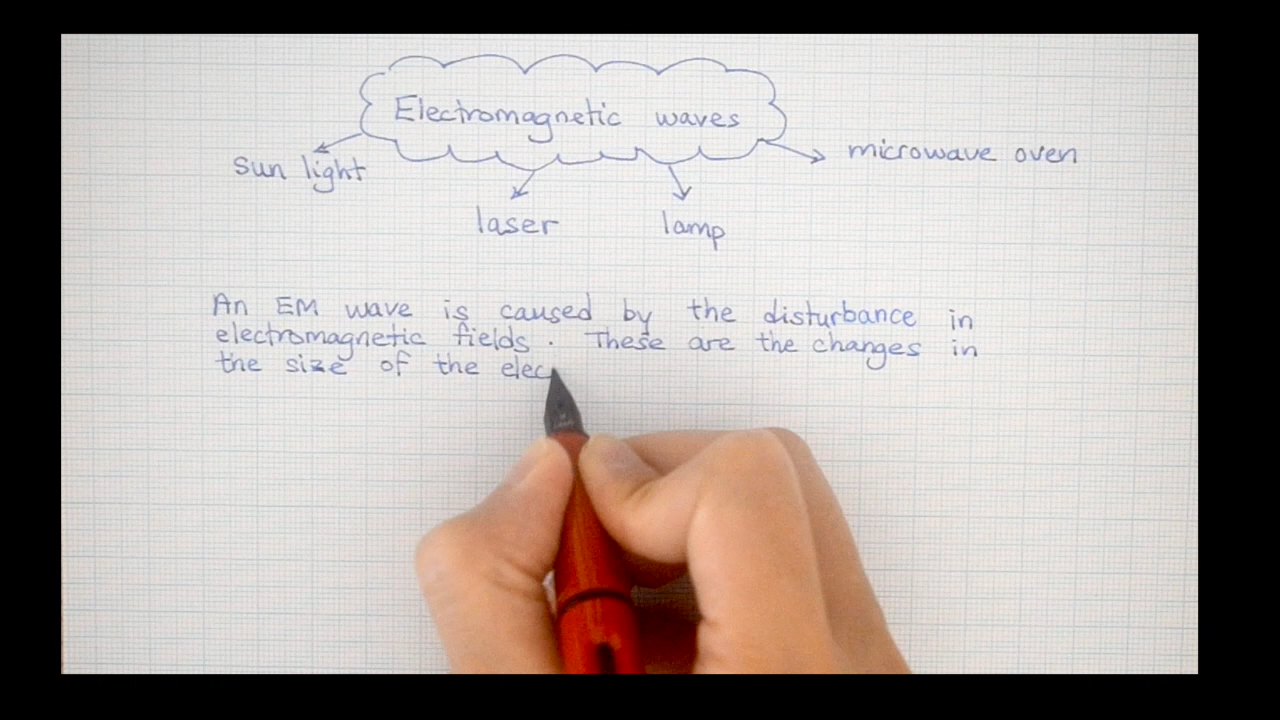 Electromagnetic waves
sun light
microwave oven
laser
lamp
An EM wave is caused by the disturbance in
electromagnetic fields. These are the changes in
the size of the elec